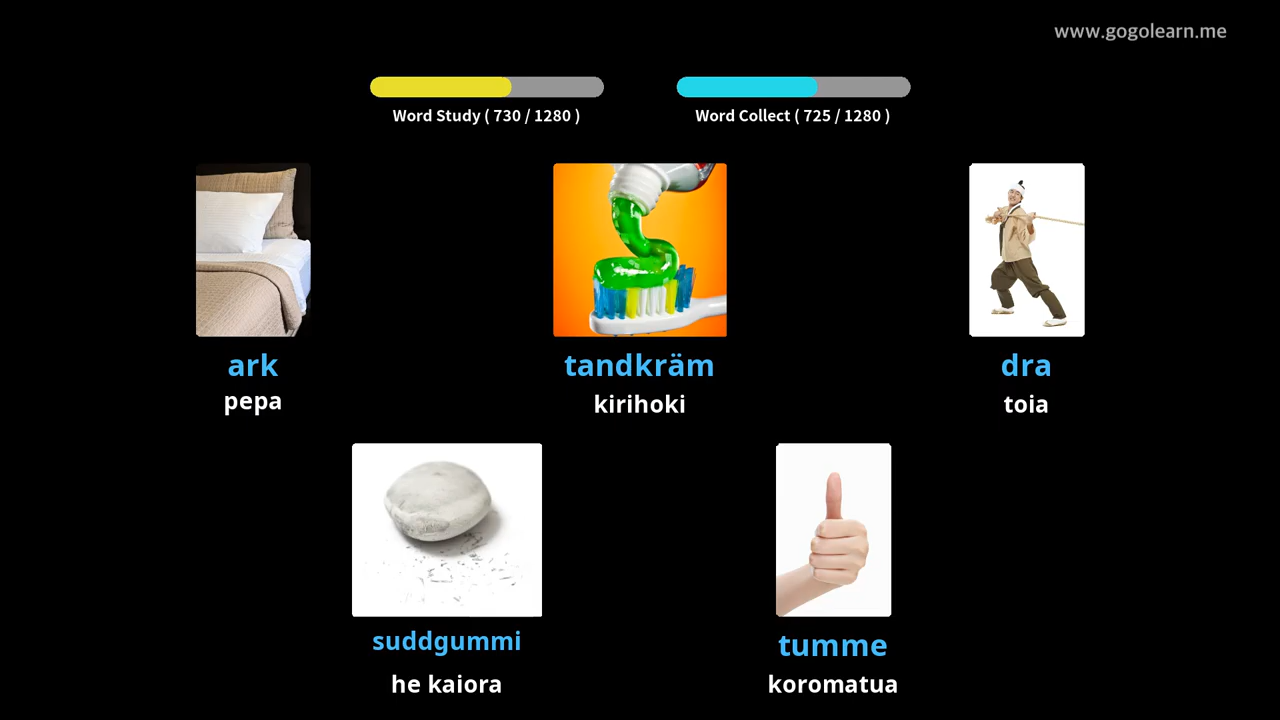 www.gogolearn.me
Word Study ( 730 / 1280 )
Word Collect ( 725 / 1280 )
ark
pepa
tandkräm
kirihoki
dra
toia
suddgummi
he kaiora
tumme
koromatua